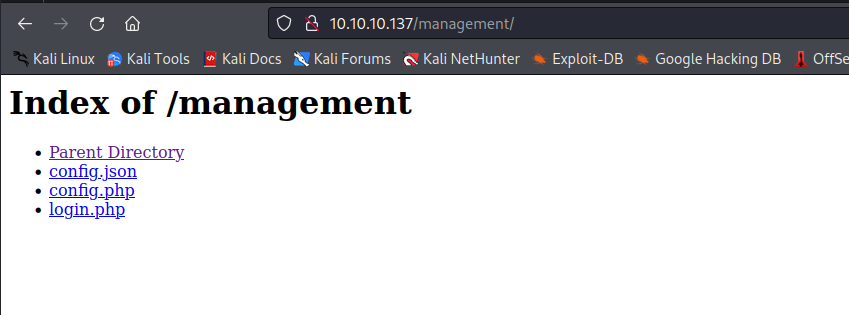 10.10.10.137/management/
Kali Linux Kali Tools Kali Docs Kali Forums Kali NetHunter Exploit-DB Google Hacking DB OffSe
Index of /management
Parent Directory
config.json
config.php
login.php